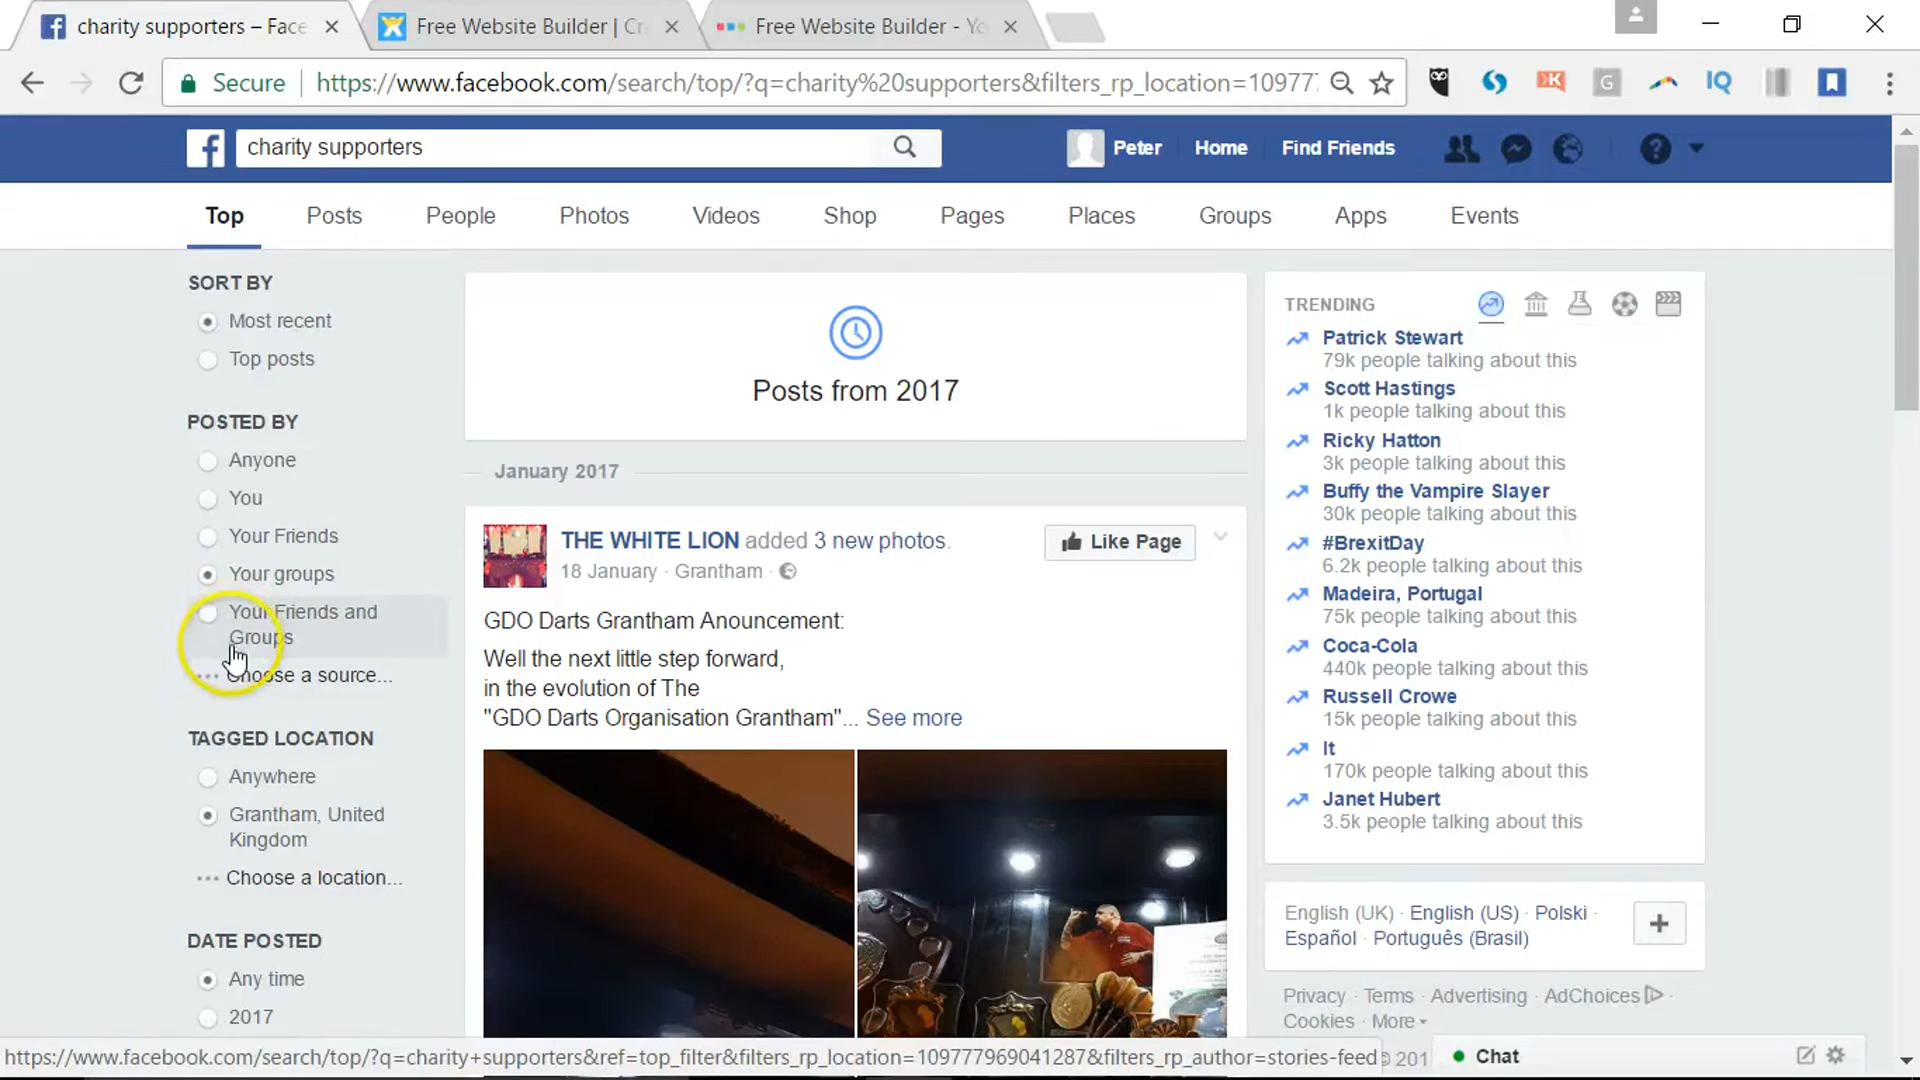 charity supporters – Face
Free Website Builder | Cr
Free Website Builder - Yo
Secure
https://www.facebook.com/search/top/?q=charity%20supporters&filters_rp_location=109777
charity supporters
Peter
Home
Find Friends
Top
Posts
People
Photos
Videos
Shop
Pages
Places
Groups
Apps
Events
SORT BY
Most recent
Top posts
POSTED BY
Anyone
You
Your Friends
Your groups
Your Friends and
Groups
Choose a source...
TAGGED LOCATION
Anywhere
Grantham, United
Kingdom
Choose a location...
DATE POSTED
Any time
2017
Posts from 2017
January 2017
THE WHITE LION added 3 new photos.
18 January · Grantham ·
Like Page
GDO Darts Grantham Anouncement:
Well the next little step forward,
in the evolution of The
"GDO Darts Organisation Grantham"... See more
TRENDING
Patrick Stewart
79k people talking about this
Scott Hastings
1k people talking about this
Ricky Hatton
3k people talking about this
Buffy the Vampire Slayer
30k people talking about this
#BrexitDay
6.2k people talking about this
Madeira, Portugal
75k people talking about this
Coca-Cola
440k people talking about this
Russell Crowe
15k people talking about this
It
170k people talking about this
Janet Hubert
3.5k people talking about this
English (UK) · English (US) · Polski ·
Español · Português (Brasil)
Privacy · Terms · Advertising · AdChoices ·
Cookies · More
© 201
Chat
https://www.facebook.com/search/top/?q=charity+supporters&ref=top_filter&filters_rp_location=109777969041287&filters_rp_author=stories-feed